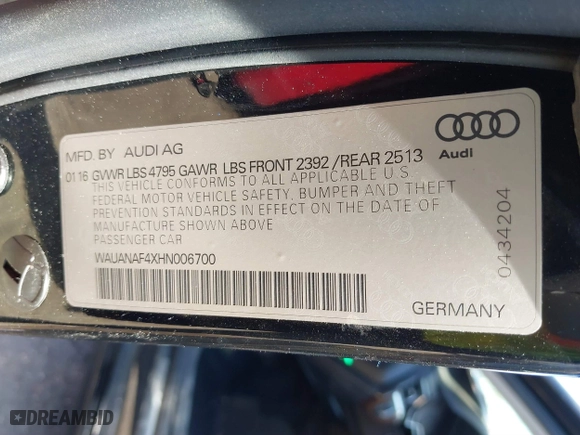 MFD. BY AUDI AG
0116 GVWR LBS 4795 GAWR LBS FRONT 2392 /REAR 2513
THIS VEHICLE CONFORMS TO ALL APPLICABLE U.S.
FEDERAL MOTOR VEHICLE SAFETY, BUMPER AND THEFT
PREVENTION STANDARDS IN EFFECT ON THE DATE OF
MANUFACTURE SHOWN ABOVE
PASSENGER CAR
WAUANAF4XHN006700
Audi
0434204
GERMANY
DREAMBID